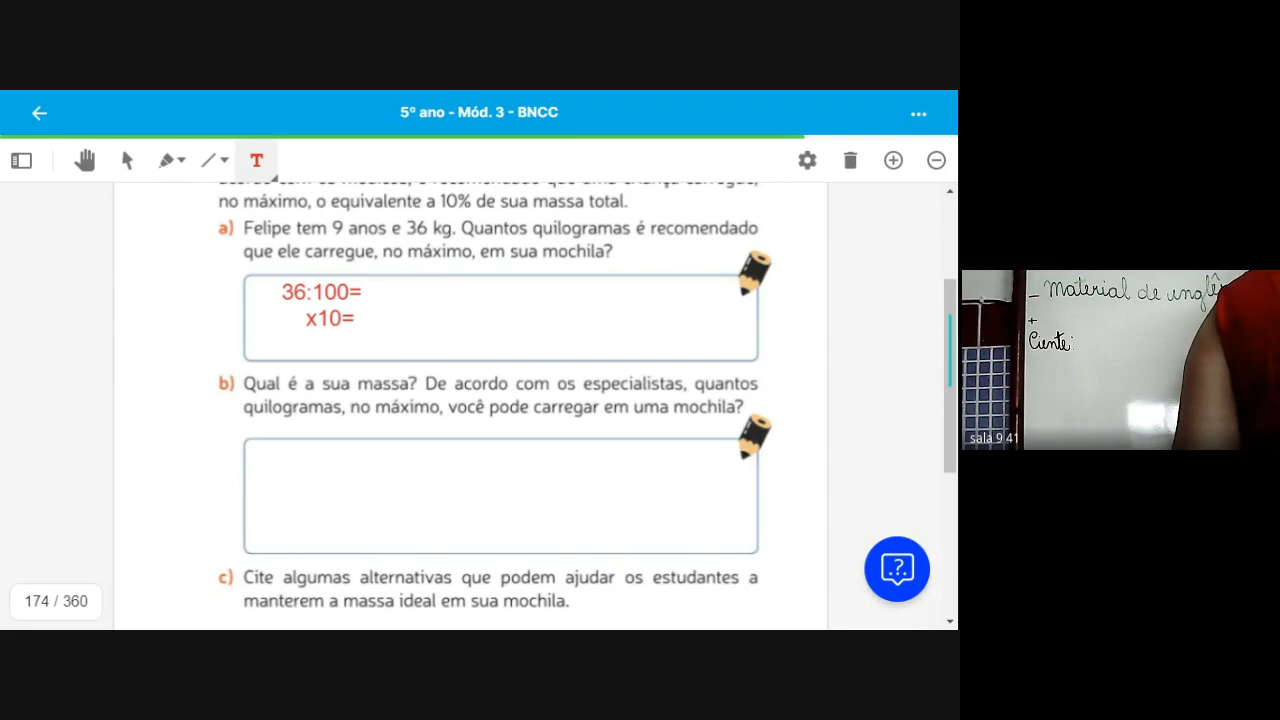 5º ano - Mód. 3 - BNCC
T
no máximo, o equivalente a 10% de sua massa total.
a) Felipe tem 9 anos e 36 kg. Quantos quilogramas é recomendado
que ele carregue, no máximo, em sua mochila?
36:100=
x10=
b) Qual é a sua massa? De acordo com os especialistas, quantos
quilogramas, no máximo, você pode carregar em uma mochila?
c) Cite algumas alternativas que podem ajudar os estudantes a
manterem a massa ideal em sua mochila.
174 / 360
- Material de inglê
+
Ciente:
sala 9 41